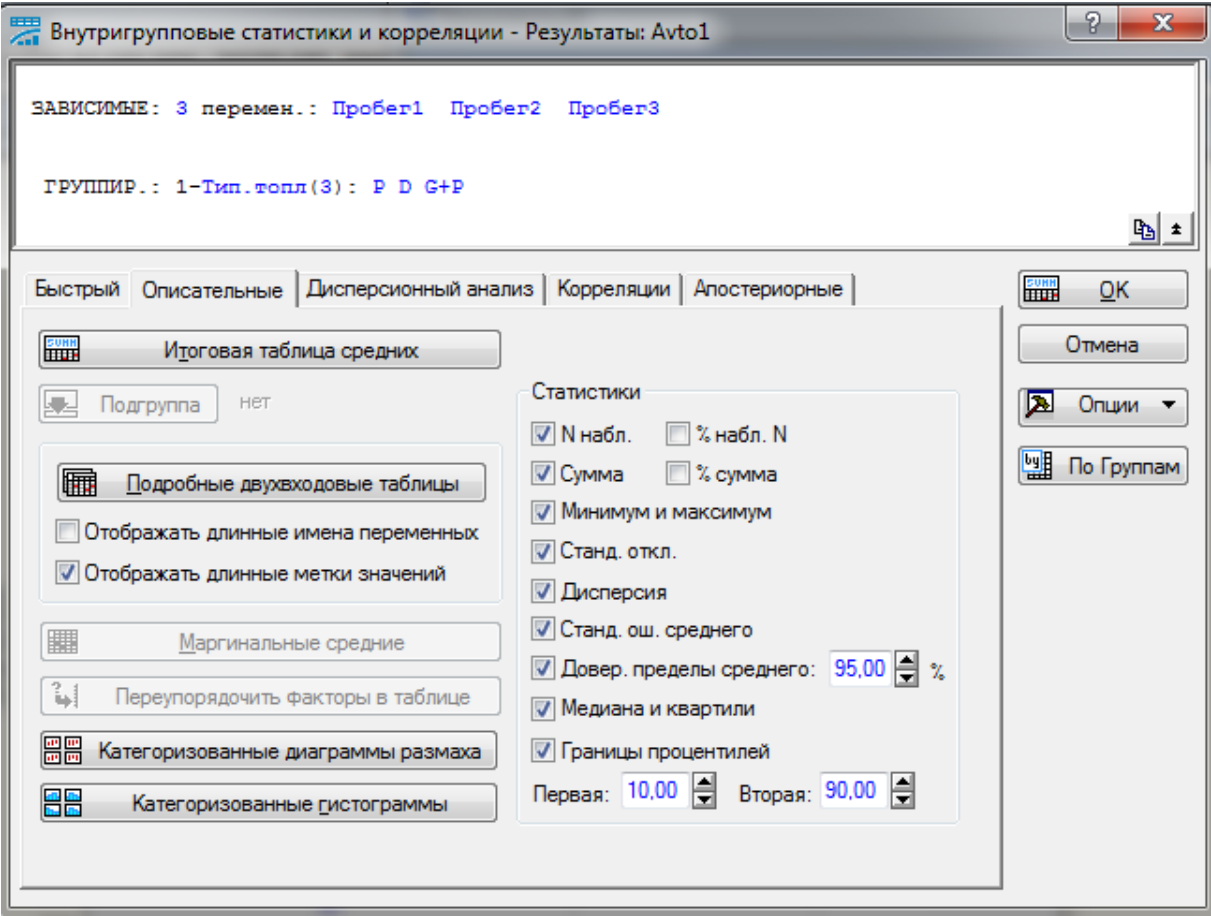 Внутригрупповые статистики и корреляции - Результаты: Avto1
ЗАВИСИМЫЕ: 3 перемен.: Пробег1 Пробег2 Пробег3
ГРУППИР.: 1-Тип.топл(3): P D G+P
Быстрый Описательные Дисперсионный анализ Корреляции Апостериорные
Итоговая таблица средних
Подгруппа нет
Подробные двухвходовые таблицы
Отображать длинные имена переменных
Отображать длинные метки значений
Маргинальные средние
Переупорядочить факторы в таблице
Категоризованные диаграммы размаха
Категоризованные гистограммы
Статистики
N набл. % набл. N
Сумма % сумма
Минимум и максимум
Станд. откл.
Дисперсия
Станд. ош. среднего
Довер. пределы среднего: 95,00 %
Медиана и квартили
Границы процентилей
Первая: 10,00 Вторая: 90,00
SUMM OK
Отмена
Опции
by По Группам